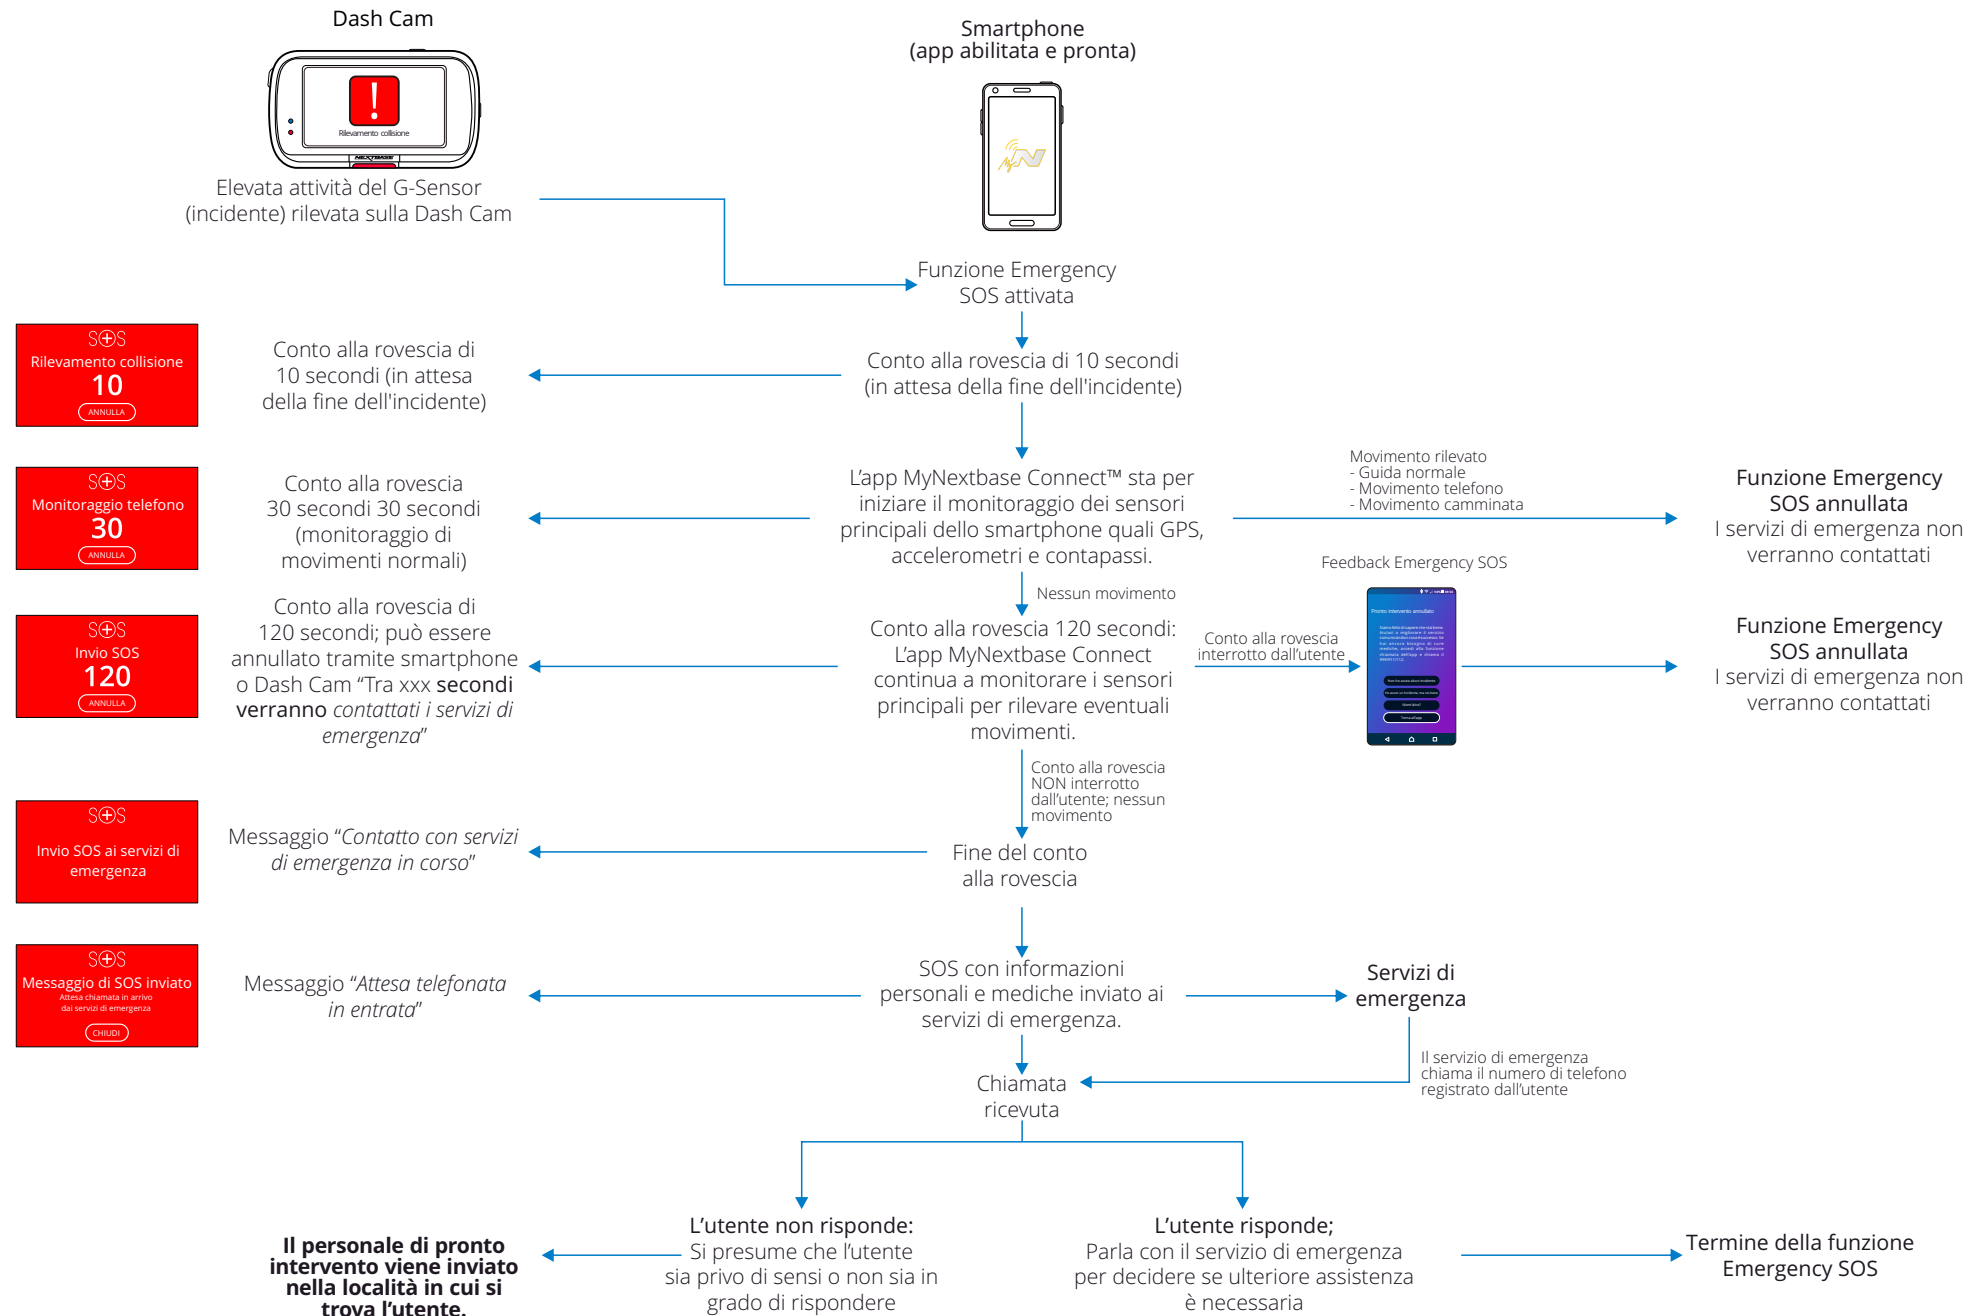 Dash Cam
Smartphone
(app abilitata e pronta)
!
Rilevamento collisione
NEXTBASE
My N
Elevata attività del G-Sensor
(incidente) rilevata sulla Dash Cam
Funzione Emergency
SOS attivata
SOS
Rilevamento collisione
10
ANNULLA
Conto alla rovescia di
10 secondi (in attesa
della fine dell'incidente)
Conto alla rovescia di 10 secondi
(in attesa della fine dell'incidente)
SOS
Monitoraggio telefono
30
ANNULLA
Conto alla rovescia
30 secondi 30 secondi
(monitoraggio di
movimenti normali)
L'app MyNextbase Connect™ sta per
iniziare il monitoraggio dei sensori
principali dello smartphone quali GPS,
accelerometri e contapassi.
Movimento rilevato
- Guida normale
- Movimento telefono
- Movimento camminata
Funzione Emergency
SOS annullata
I servizi di emergenza non
verranno contattati
Nessun movimento
Feedback Emergency SOS
SOS
Invio SOS
120
ANNULLA
Conto alla rovescia di
120 secondi; può essere
annullato tramite smartphone
o Dash Cam “Tra xxx secondi
verranno contattati i servizi di
emergenza”
Conto alla rovescia 120 secondi:
L'app MyNextbase Connect
continua a monitorare i sensori
principali per rilevare eventuali
movimenti.
Conto alla rovescia
interrotto dall'utente
Pronto intervento annullato
Torna all'app
Funzione Emergency
SOS annullata
I servizi di emergenza non
verranno contattati
Conto alla rovescia
NON interrotto
dall'utente; nessun
movimento
SOS
Invio SOS ai servizi di
emergenza
Messaggio “Contatto con servizi
di emergenza in corso”
Fine del conto
alla rovescia
SOS
Messaggio di SOS inviato
Attesa chiamata in arrivo
dai servizi di emergenza
CHIUDI
Messaggio “Attesa telefonata
in entrata”
SOS con informazioni
personali e mediche inviato ai
servizi di emergenza.
Servizi di
emergenza
Il servizio di emergenza
chiama il numero di telefono
registrato dall'utente
Chiamata
ricevuta
Il personale di pronto
intervento viene inviato
nella località in cui si
trova l'utente.
L'utente non risponde:
Si presume che l'utente
sia privo di sensi o non sia in
grado di rispondere
L'utente risponde;
Parla con il servizio di emergenza
per decidere se ulteriore assistenza
è necessaria
Termine della funzione
Emergency SOS